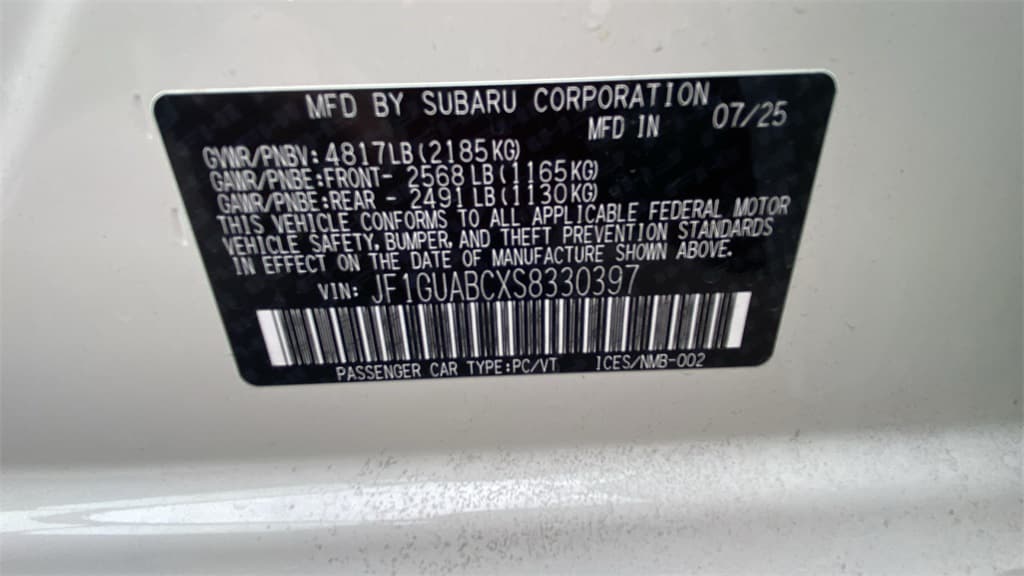 MFD BY SUBARU CORPORATION
MFD IN 07/25
GVWR/PNBV: 4817LB(2185KG)
GAWR/PNBE:FRONT- 2568LB(1165KG)
GAWR/PNBE:REAR - 2491LB(1130KG)
THIS VEHICLE CONFORMS TO ALL APPLICABLE FEDERAL MOTOR
VEHICLE SAFETY, BUMPER, AND THEFT PREVENTION STANDARDS
IN EFFECT ON THE DATE OF MANUFACTURE SHOWN ABOVE.
VIN: JF1GUABCXS8330397
PASSENGER CAR TYPE:PC/VT ICES/NMB-002